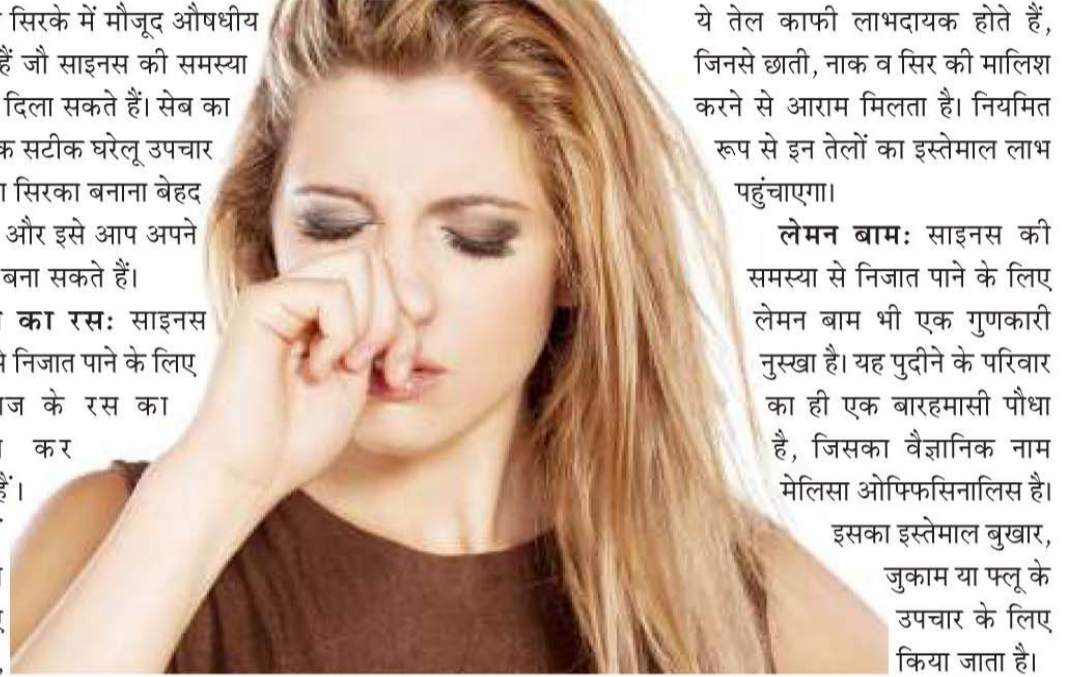 सिरके में मौजूद औषधीय
हैं जौ साइनस की समस्या
दिला सकते हैं। सेब का
सटीक घरेलू उपचार
सिरका बनाना बेहद
और इसे आप अपने
बना सकते हैं।
का रस: साइनस
निजात पाने के लिए
के रस का
कर
हैं।
ये तेल काफी लाभदायक होते हैं,
जिनसे छाती, नाक व सिर की मालिश
करने से आराम मिलता है। नियमित
रूप से इन तेलों का इस्तेमाल लाभ
पहुंचाएगा।
लेमन बाम: साइनस की
समस्या से निजात पाने के लिए
लेमन बाम भी एक गुणकारी
नुस्खा है। यह पुदीने के परिवार
का ही एक बारहमासी पौधा
है, जिसका वैज्ञानिक नाम
मेलिसा ओफ्फिसिनालिस है।
इसका इस्तेमाल बुखार,
जुकाम या फ्लू के
उपचार के लिए
किया जाता है।